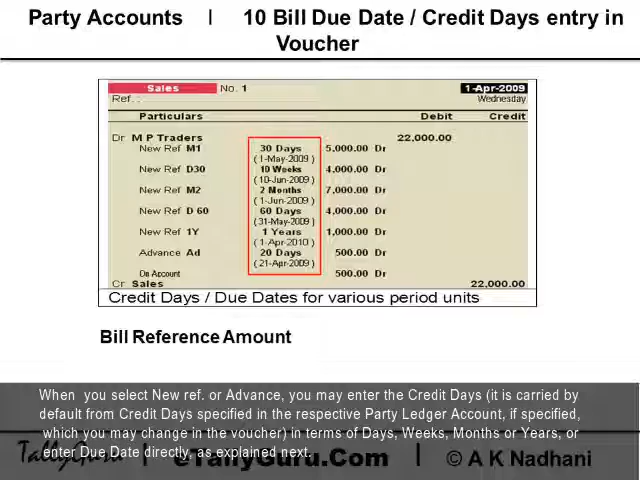 Party Accounts | 10 Bill Due Date / Credit Days entry in
Voucher
Sales No. 1 1-Apr-2009
Ref. : Wednesday
Particulars Debit Credit
Dr M P Traders 22,000.00
New Ref M1 30 Days 5,000.00 Dr
(1-May-2009)
New Ref D30 10 Weeks 4,000.00 Dr
(10-Jun-2009)
New Ref M2 2 Months 7,000.00 Dr
(1-Jun-2009)
New Ref D 60 60 Days 4,000.00 Dr
(31-May-2009)
New Ref 1Y 1 Years 1,000.00 Dr
(1-Apr-2010)
Advance Ad 20 Days 500.00 Dr
(21-Apr-2009)
On Account 500.00 Dr
Cr Sales 22,000.00
Credit Days / Due Dates for various period units
Bill Reference Amount
When you select New ref. or Advance, you may enter the Credit Days (it is carried by
default from Credit Days specified in the respective Party Ledger Account, if specified,
which you may change in the voucher) in terms of Days, Weeks, Months or Years, or
enter Due Date directly, as explained next.
TallyGuru | eTallyGuru.Com | © A K Nadhani